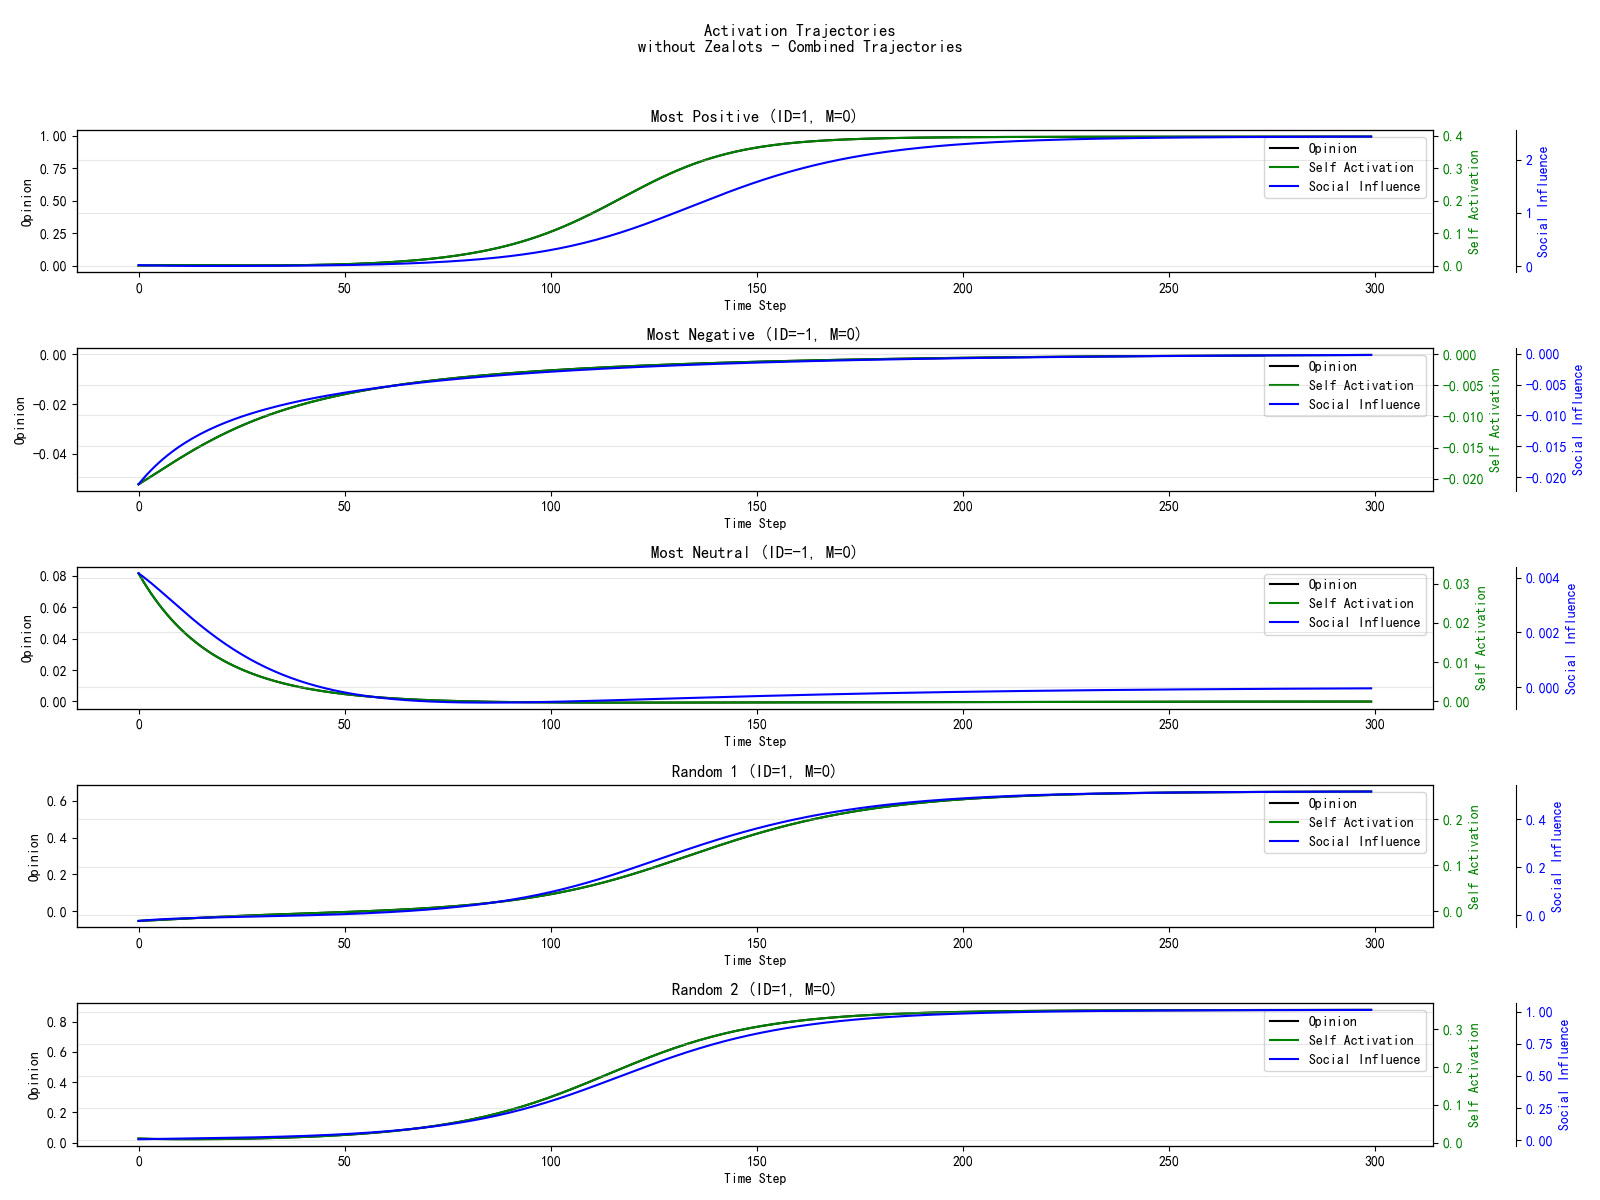 Activation Trajectories
without Zealots - Combined Trajectories
Most Positive (ID=1, M=0)
Opinion
1.00
0.75
0.50
0.25
0.00
0 50 100 150 200 250 300
Time Step
Opinion
Self Activation
Social Influence
0.4
0.3
0.2
0.1
0.0
Self Activation
2
1
0
Social Influence
Most Negative (ID=-1, M=0)
Opinion
0.00
-0.02
-0.04
0 50 100 150 200 250 300
Time Step
Opinion
Self Activation
Social Influence
0.000
-0.005
-0.010
-0.015
-0.020
Self Activation
0.000
-0.005
-0.010
-0.015
-0.020
Social Influence
Most Neutral (ID=-1, M=0)
Opinion
0.08
0.06
0.04
0.02
0.00
0 50 100 150 200 250 300
Time Step
Opinion
Self Activation
Social Influence
0.03
0.02
0.01
0.00
Self Activation
0.004
0.002
0.000
Social Influence
Random 1 (ID=1, M=0)
Opinion
0.6
0.4
0.2
0.0
0 50 100 150 200 250 300
Time Step
Opinion
Self Activation
Social Influence
0.2
0.1
0.0
Self Activation
0.4
0.2
0.0
Social Influence
Random 2 (ID=1, M=0)
Opinion
0.8
0.6
0.4
0.2
0.0
0 50 100 150 200 250 300
Time Step
Opinion
Self Activation
Social Influence
0.3
0.2
0.1
0.0
Self Activation
1.00
0.75
0.50
0.25
0.00
Social Influence